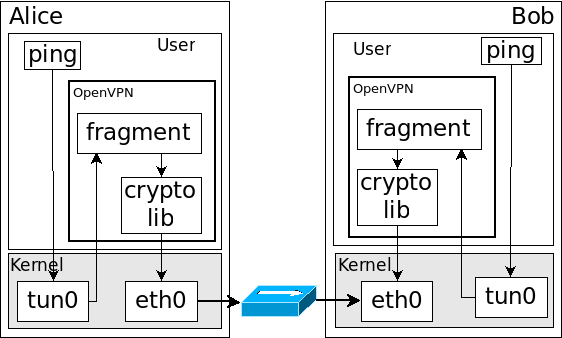 Alice
User
ping
OpenVPN
fragment
crypto
lib
Kernel
tun0
eth0
Bob
User
ping
OpenVPN
fragment
crypto
lib
Kernel
eth0
tun0